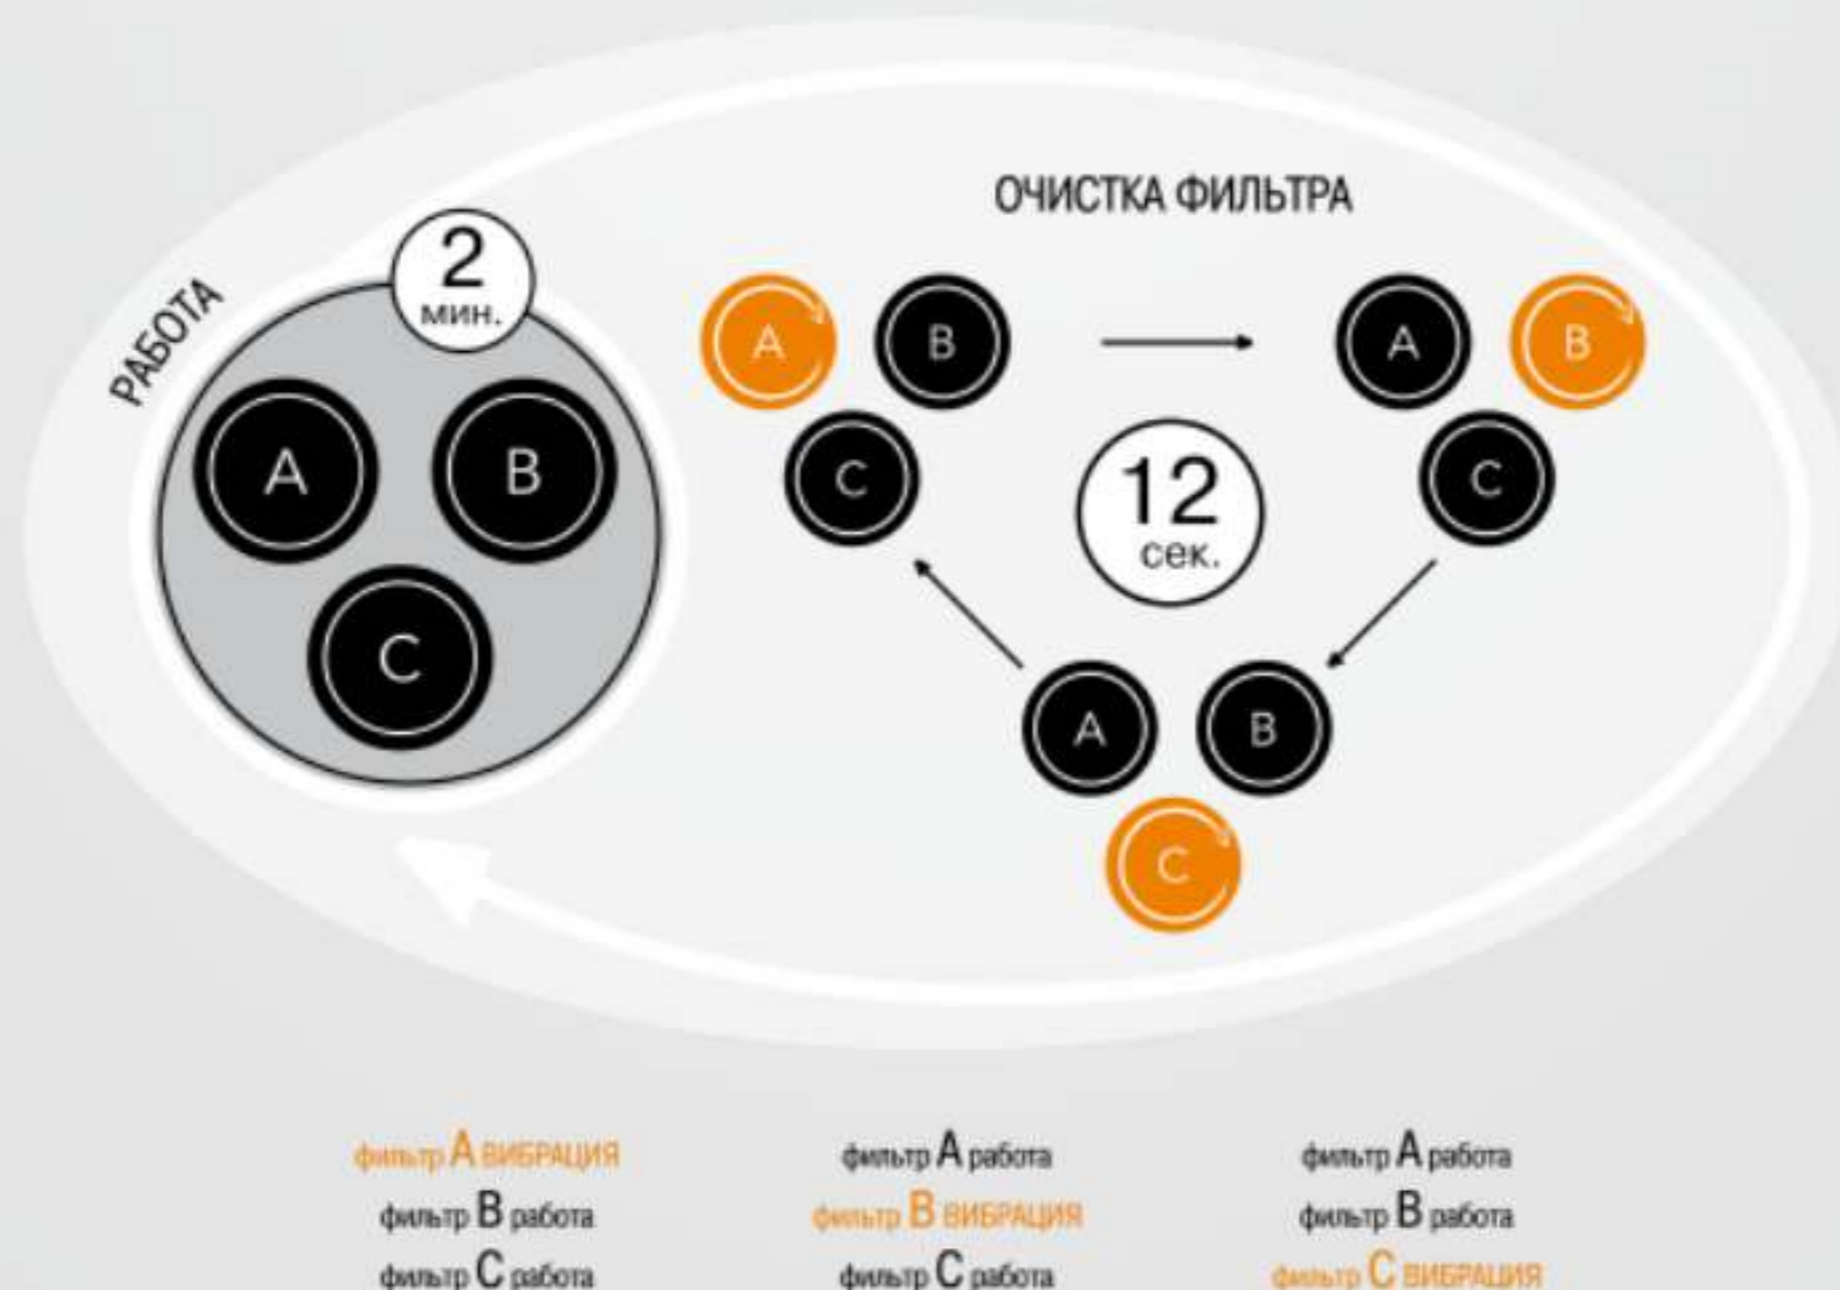 РАБОТА
2
мин.
A
B
C
ОЧИСТКА ФИЛЬТРА
A
B
C
A
B
C
12
сек.
A
B
C
фильтр A ВИБРАЦИЯ
фильтр B работа
фильтр C работа
фильтр A работа
фильтр B ВИБРАЦИЯ
фильтр C работа
фильтр A работа
фильтр B работа
фильтр C ВИБРАЦИЯ